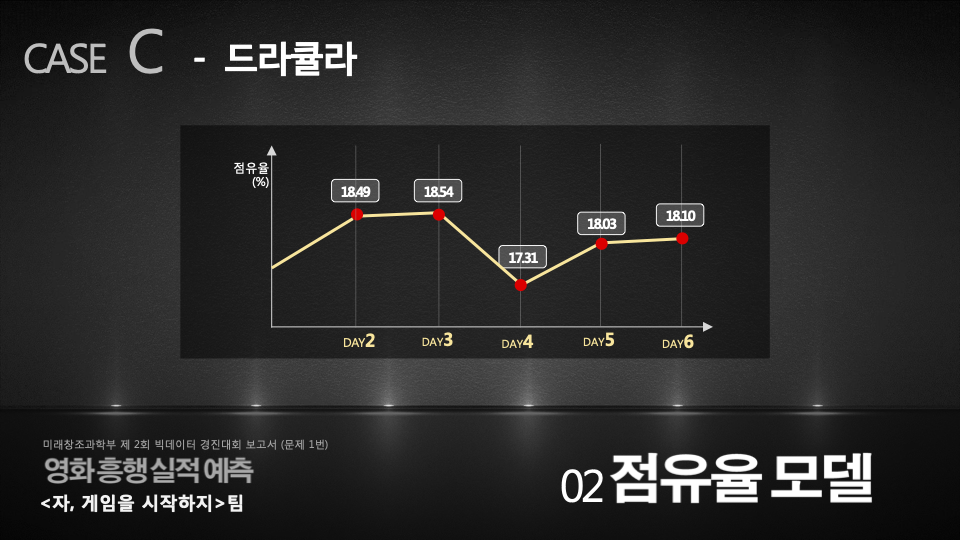 CASE C - 드라큘라
점유율
(%)
18.49
18.54
17.31
18.03
18.10
DAY2
DAY3
DAY4
DAY5
DAY6
미래창조과학부 제 2회 빅데이터 경진대회 보고서 (문제 1번)
영화 흥행 실적 예측
<자, 게임을 시작하지>팀
02 점유율 모델